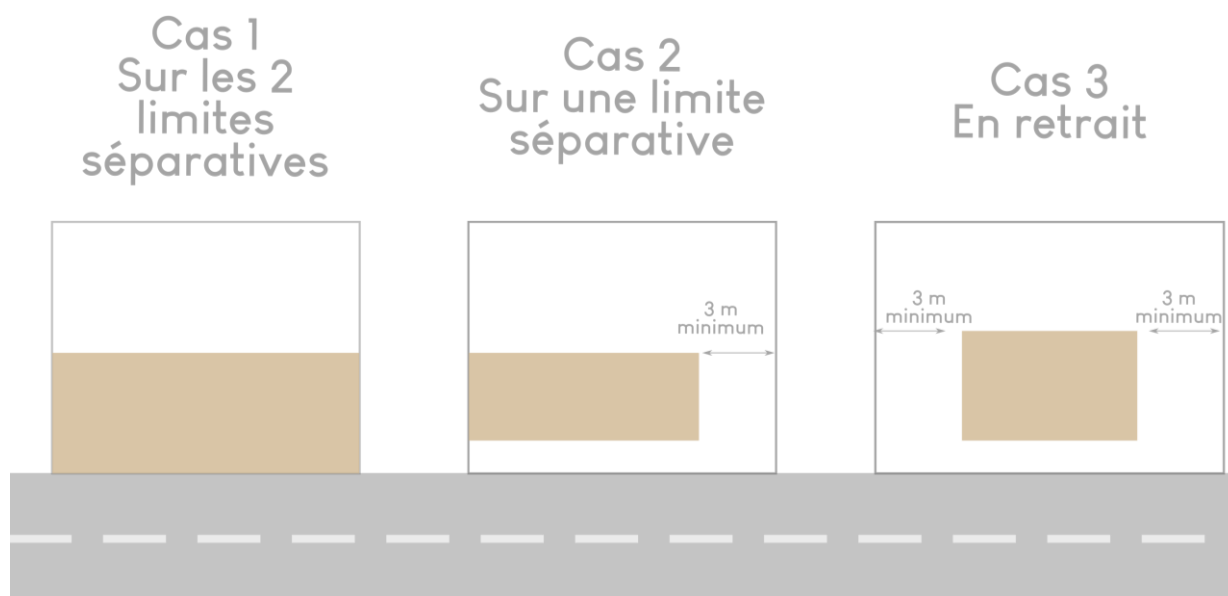 Cas 1
Sur les 2
limites
séparatives
Cas 2
Sur une limite
séparative
Cas 3
En retrait
3 m
minimum
3 m
minimum
3 m
minimum